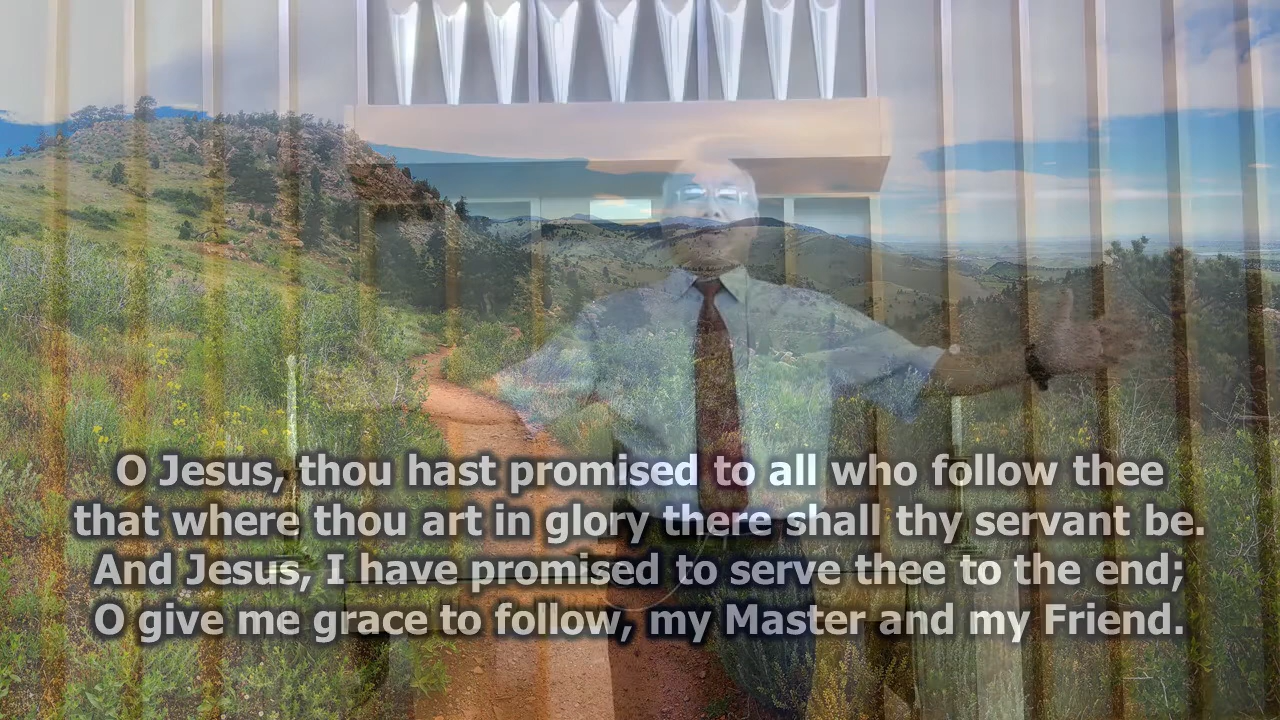 O Jesus, thou hast promised to all who follow thee
that where thou art in glory there shall thy servant be.
And Jesus, I have promised to serve thee to the end;
O give me grace to follow, my Master and my Friend.